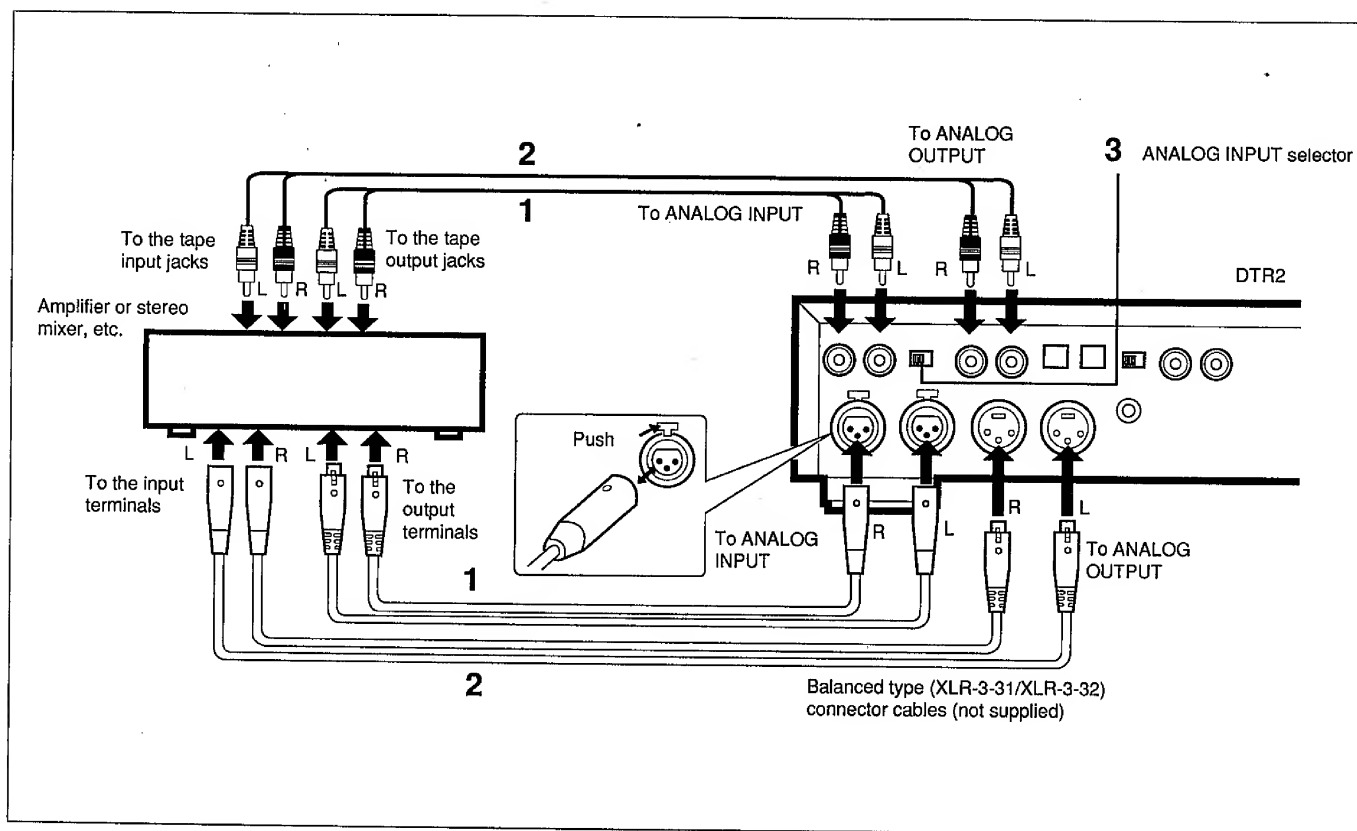 To ANALOG
OUTPUT
3 ANALOG INPUT selector
2
1
To ANALOG INPUT
To the tape
input jacks
To the tape
output jacks
L R L R
R L R L
DTR2
Amplifier or stereo
mixer, etc.
Push
L R L R
To the input
terminals
To the
output
terminals
To ANALOG
INPUT
R L
R L
To ANALOG
OUTPUT
1
2
Balanced type (XLR-3-31/XLR-3-32)
connector cables (not supplied)